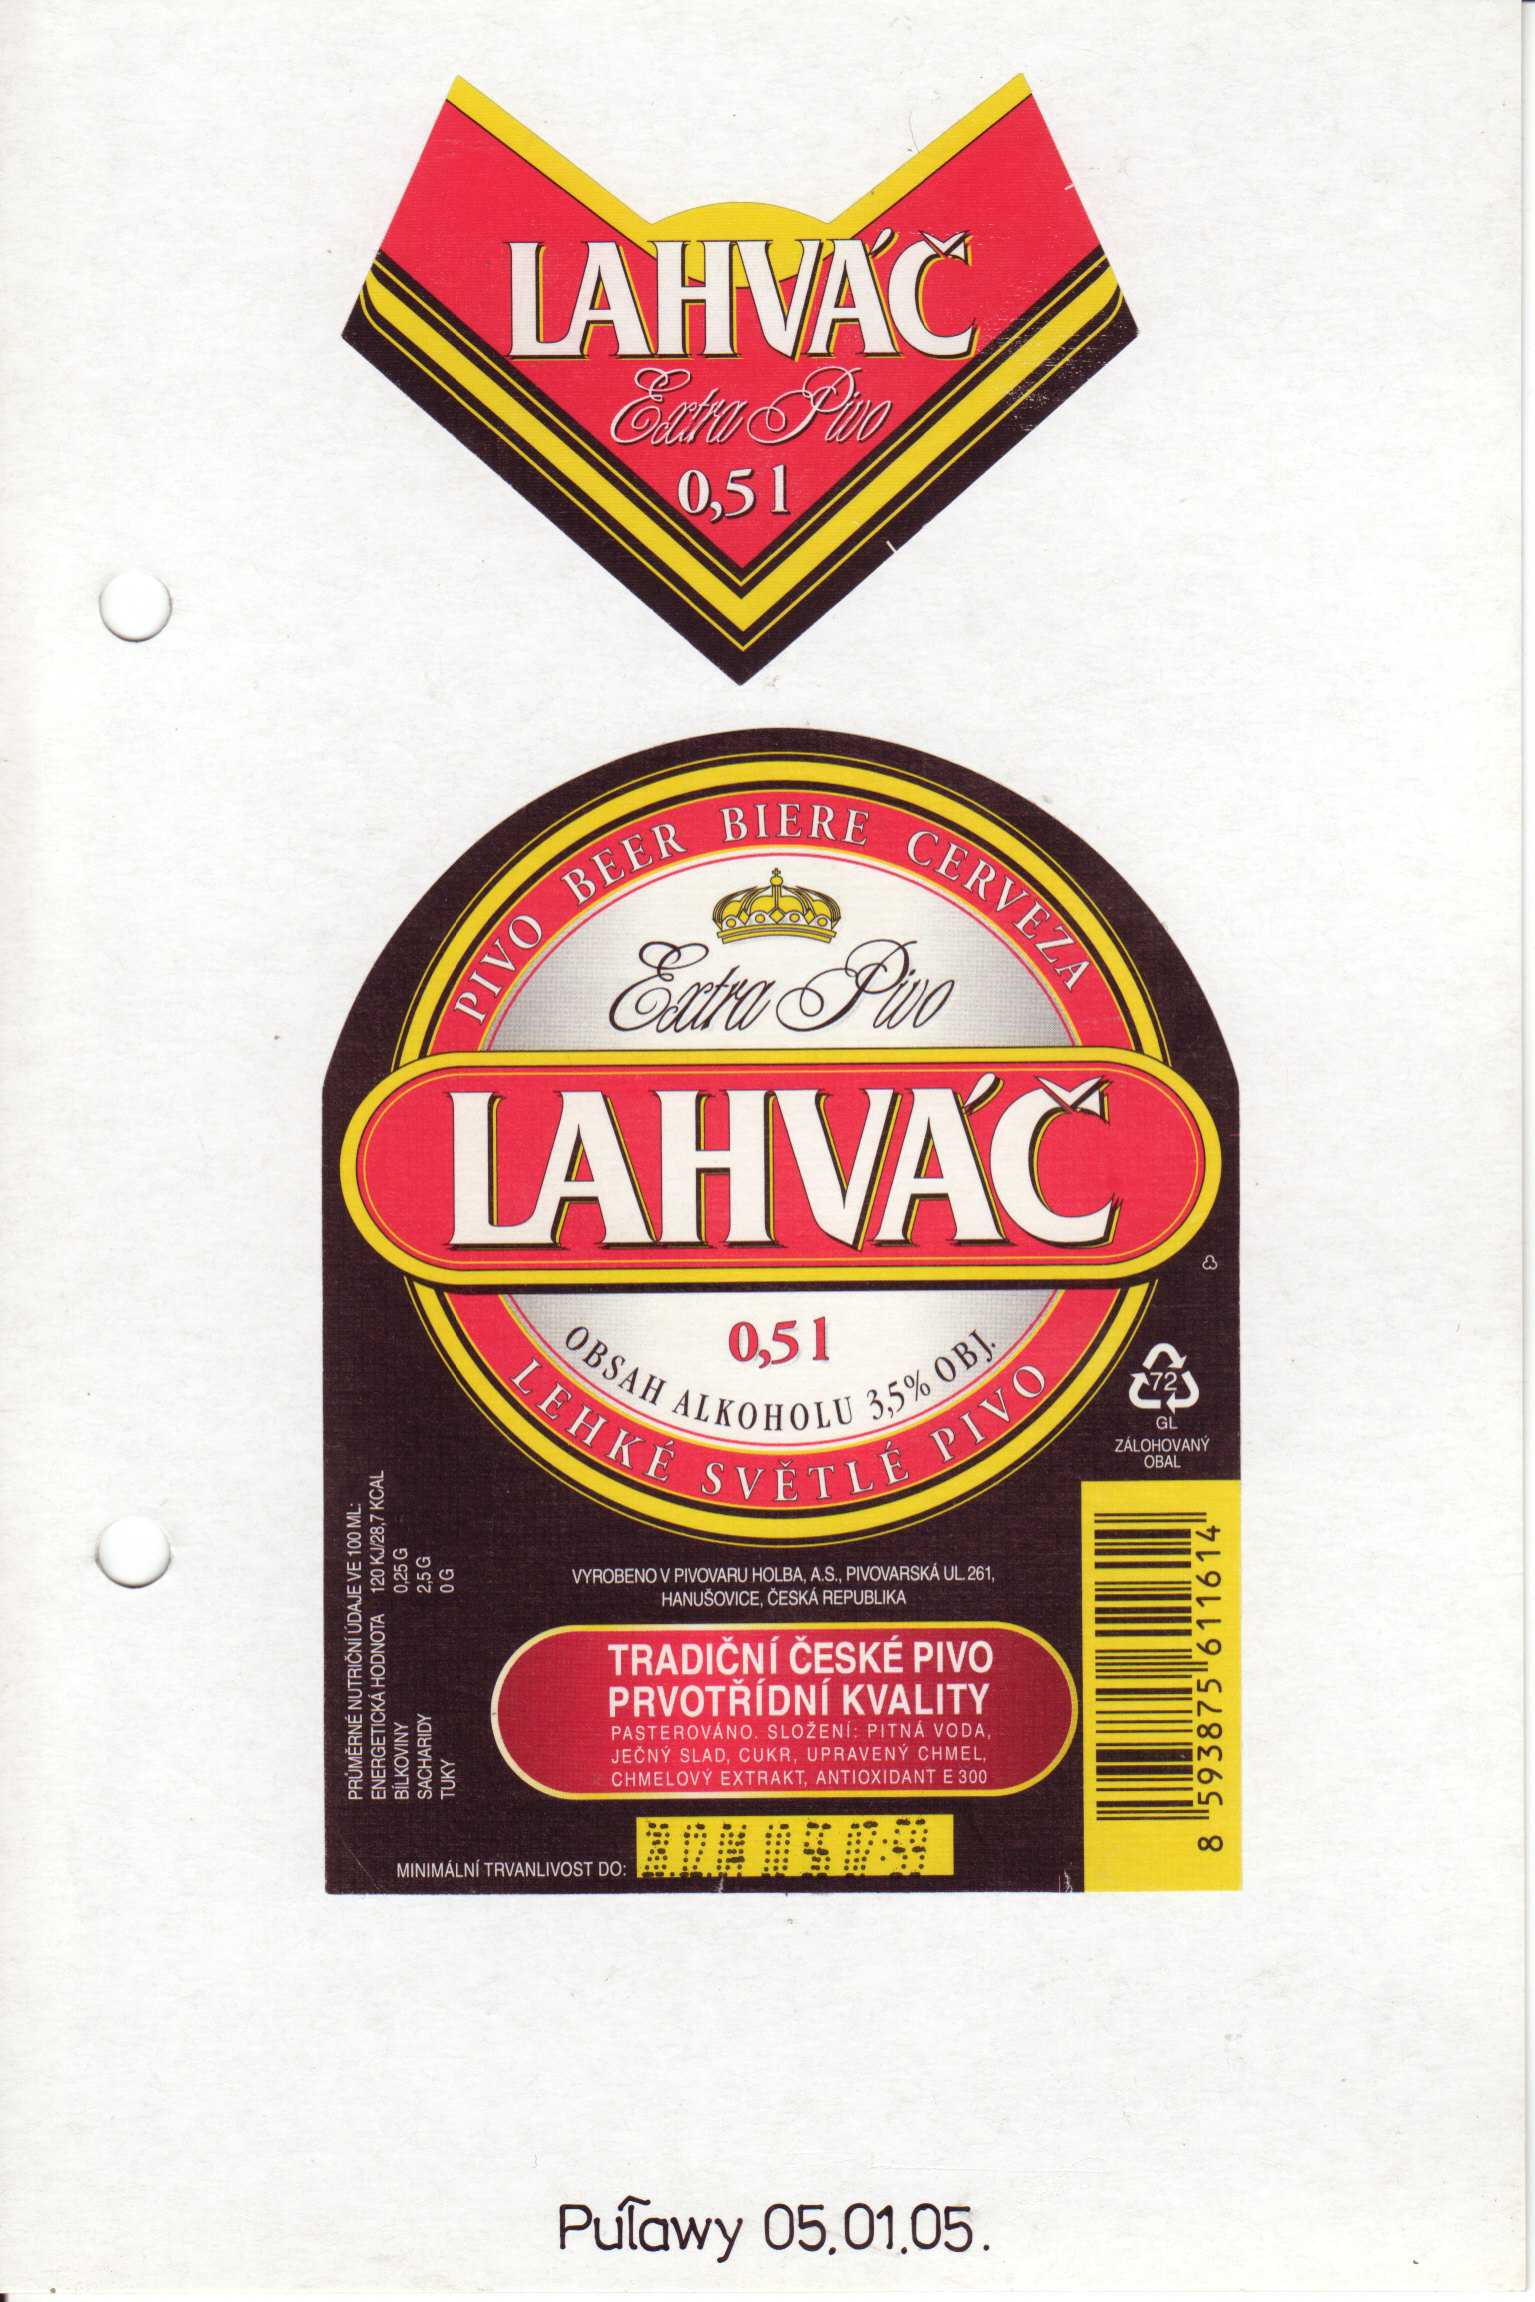 LAHVÁČ
Extra Pivo
0,5 l
PIVO BEER BIERE CERVEZA
Extra Pivo
LAHVÁČ
0,5 l
OBSAH ALKOHOLU 3,5% OBJ.
LEHKÉ SVĚTLÉ PIVO
72
GL
ZÁLOHOVANÝ
OBAL
PRŮMĚRNÉ NUTRIČNÍ ÚDAJE VE 100 ML:
ENERGETICKÁ HODNOTA 120 KJ/28,7 KCAL
BÍLKOVINY 0,25 G
SACHARIDY 2,5 G
TUKY 0 G
VYROBENO V PIVOVARU HOLBA, A.S., PIVOVARSKÁ UL. 261,
HANUŠOVICE, ČESKÁ REPUBLIKA
TRADIČNÍ ČESKÉ PIVO
PRVOTŘÍDNÍ KVALITY
PASTEROVÁNO. SLOŽENÍ: PITNÁ VODA,
JEČNÝ SLAD, CUKR, UPRAVENÝ CHMEL,
CHMELOVÝ EXTRAKT, ANTIOXIDANT E 300
MINIMÁLNÍ TRVANLIVOST DO:
8 593875 611614
Puławy 05.01.05.